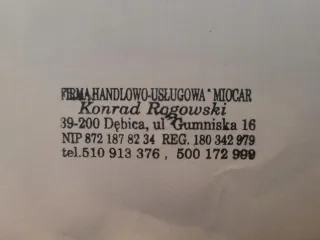 FIRMA HANDLOWO-USŁUGOWA "MIOCAR
Konrad Rogowski
39-200 Dębica, ul Gumniska 16
NIP 872 187 82 34 REG. 180 342 979
tel.510 913 376, 500 172 999